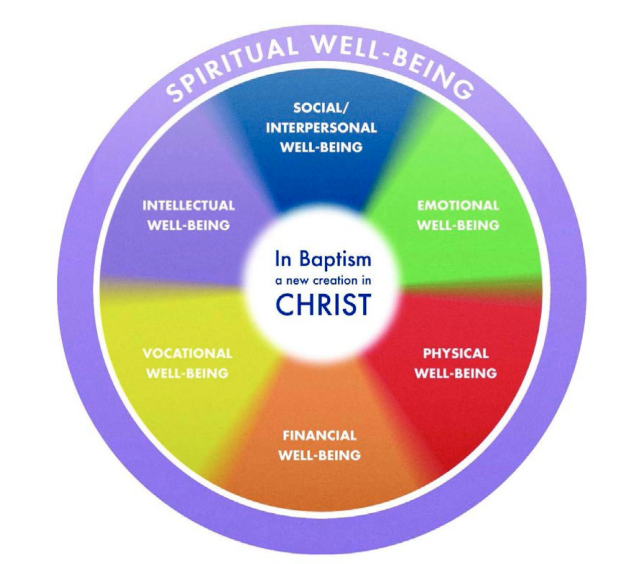 SPIRITUAL WELL-BEING
SOCIAL/
INTERPERSONAL
WELL-BEING
INTELLECTUAL
WELL-BEING
EMOTIONAL
WELL-BEING
In Baptism
a new creation in
CHRIST
VOCATIONAL
WELL-BEING
PHYSICAL
WELL-BEING
FINANCIAL
WELL-BEING